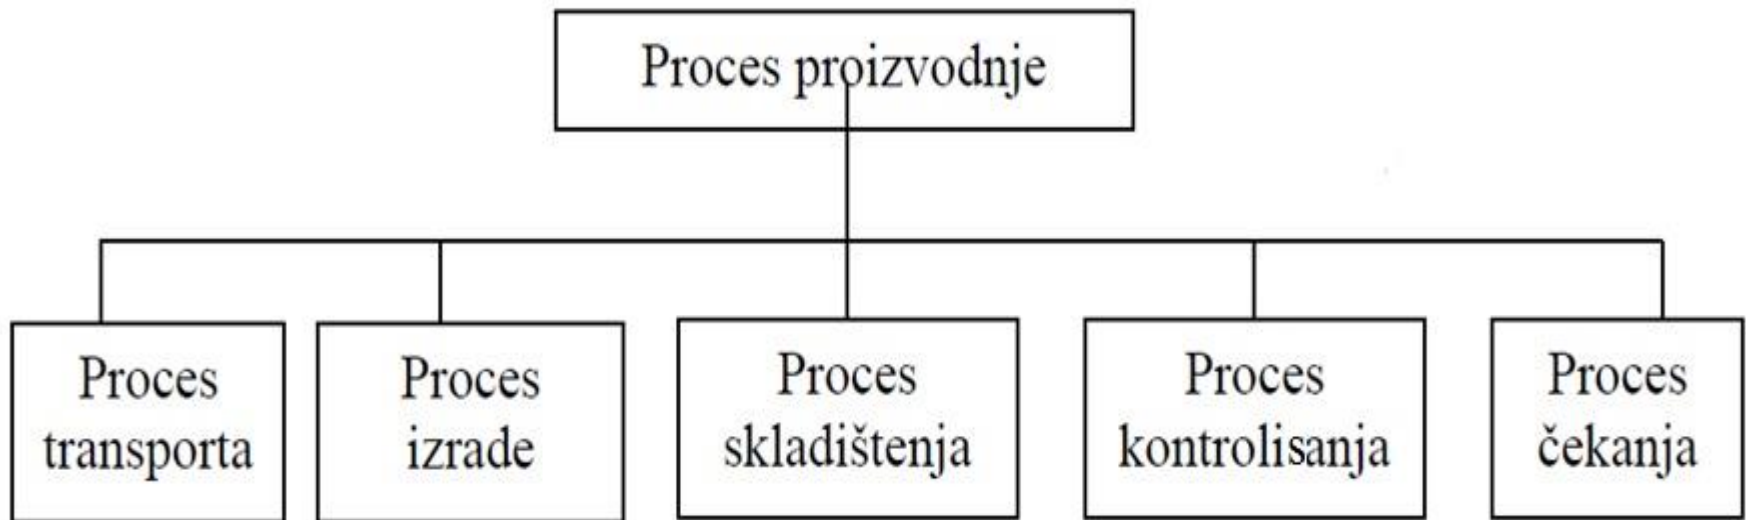 Proces proizvodnje
Proces
transporta
Proces
izrade
Proces
skladištenja
Proces
kontrolisanja
Proces
čekanja